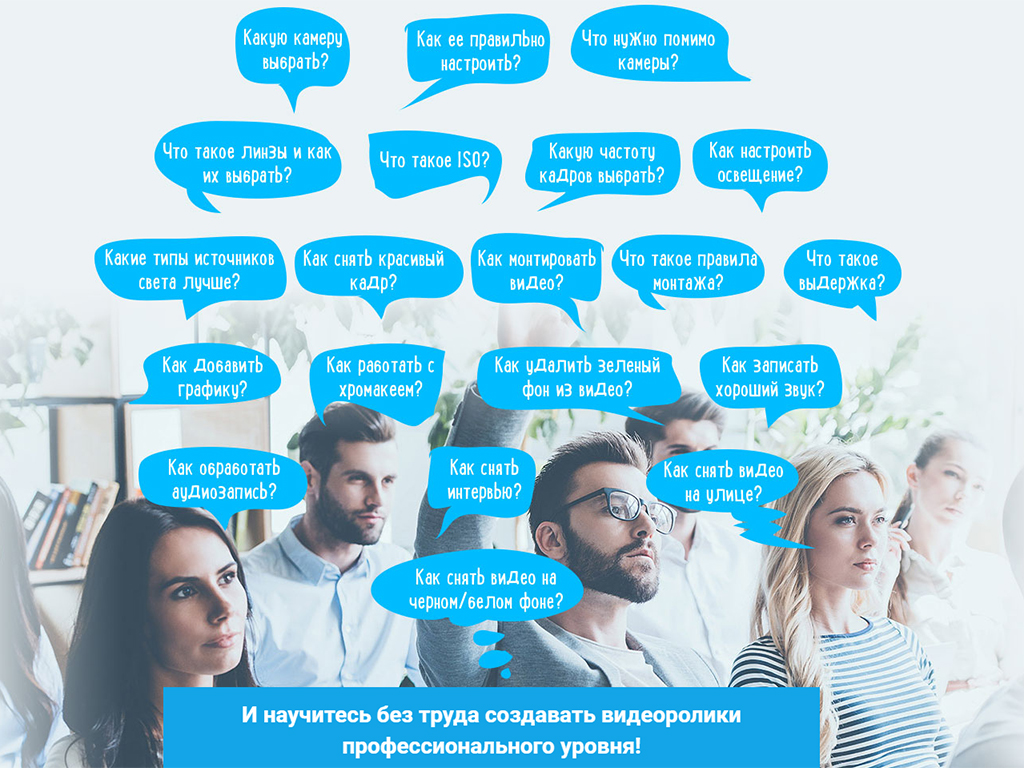 Какую камеру
выбрать?
Как ее правильно
настроить?
Что нужно помимо
камеры?
Что такое линзы и как
их выбрать?
Что такое ISO?
Какую частоту
кадров выбрать?
Как настроить
освещение?
Какие типы источников
света лучше?
Как снять красивый
кадр?
Как монтировать
видео?
Что такое правила
монтажа?
Что такое
выдержка?
Как добавить
графику?
Как работать с
хромакеем?
Как удалить зеленый
фон из видео?
Как записать
хороший звук?
Как обработать
аудиозапись?
Как снять
интервью?
Как снять видео
на улице?
Как снять видео на
черном/белом фоне?
И научитесь без труда создавать видеоролики
профессионального уровня!